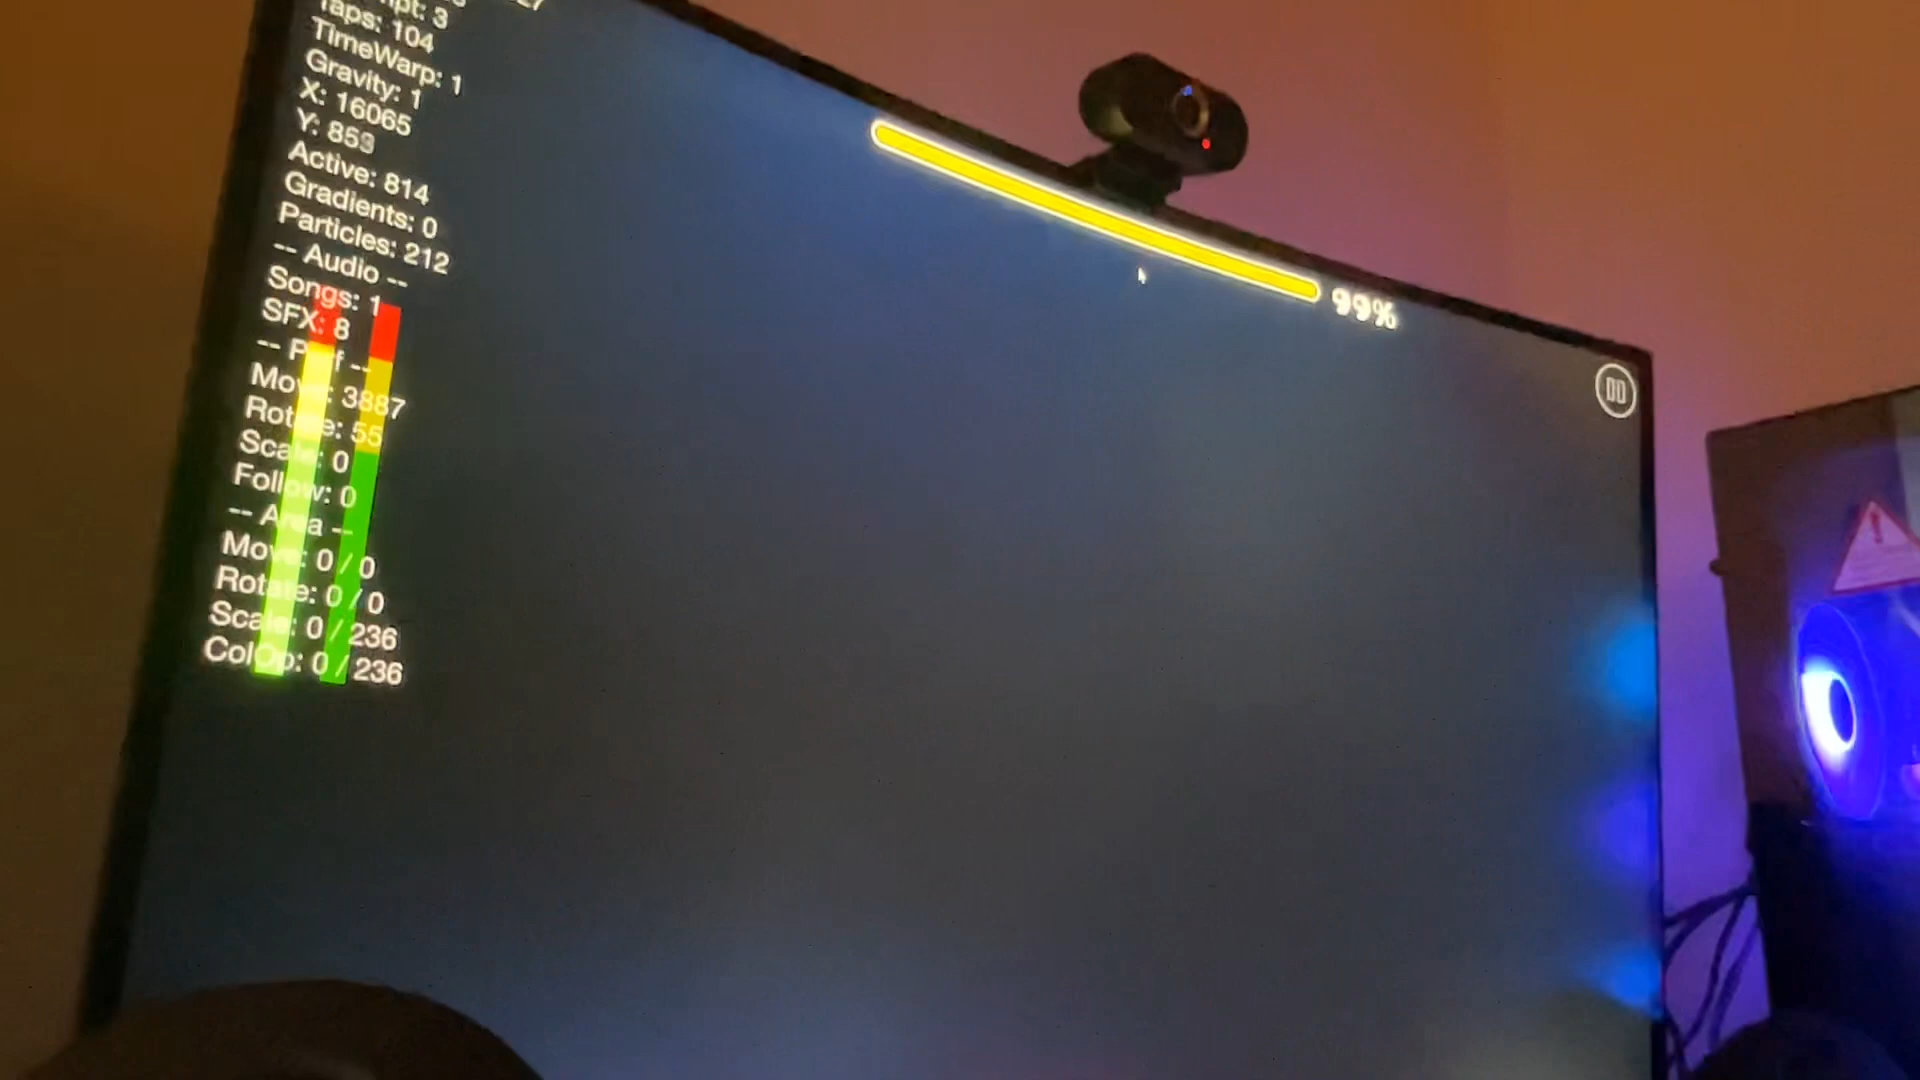 Taps: 104
TimeWarp: 1
Gravity: 1
X: 16065
Y: 853
Active: 814
Gradients: 0
Particles: 212
-- Audio --
Songs: 1
SFX: 8
-- Perf --
Move: 3887
Rotate: 55
Scale: 0
Follow: 0
-- Area --
Move: 0 / 0
Rotate: 0 / 0
Scale: 0 / 236
ColOp: 0 / 236
99%